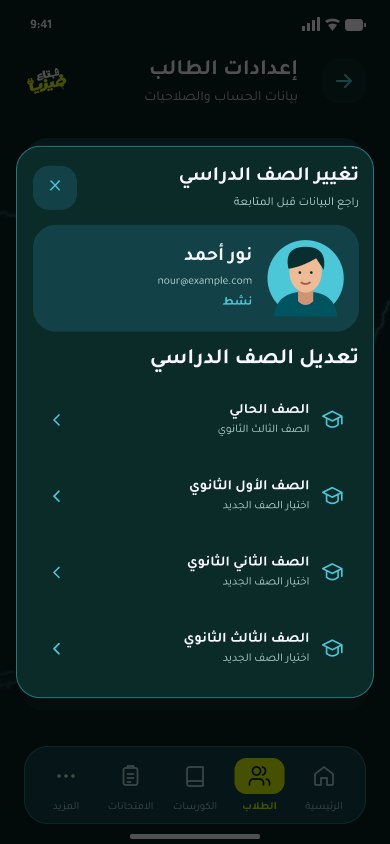 9:41
إعدادات الطالب
بيانات الحساب والصلاحيات
بتاع فيزيا
تغيير الصف الدراسي
راجع البيانات قبل المتابعة
نور أحمد
nour@example.com
نشط
تعديل الصف الدراسي
الصف الحالي
الصف الثالث الثانوي
الصف الأول الثانوي
اختيار الصف الجديد
الصف الثاني الثانوي
اختيار الصف الجديد
الصف الثالث الثانوي
اختيار الصف الجديد
الرئيسية
الطلاب
الكورسات
الامتحانات
المزيد